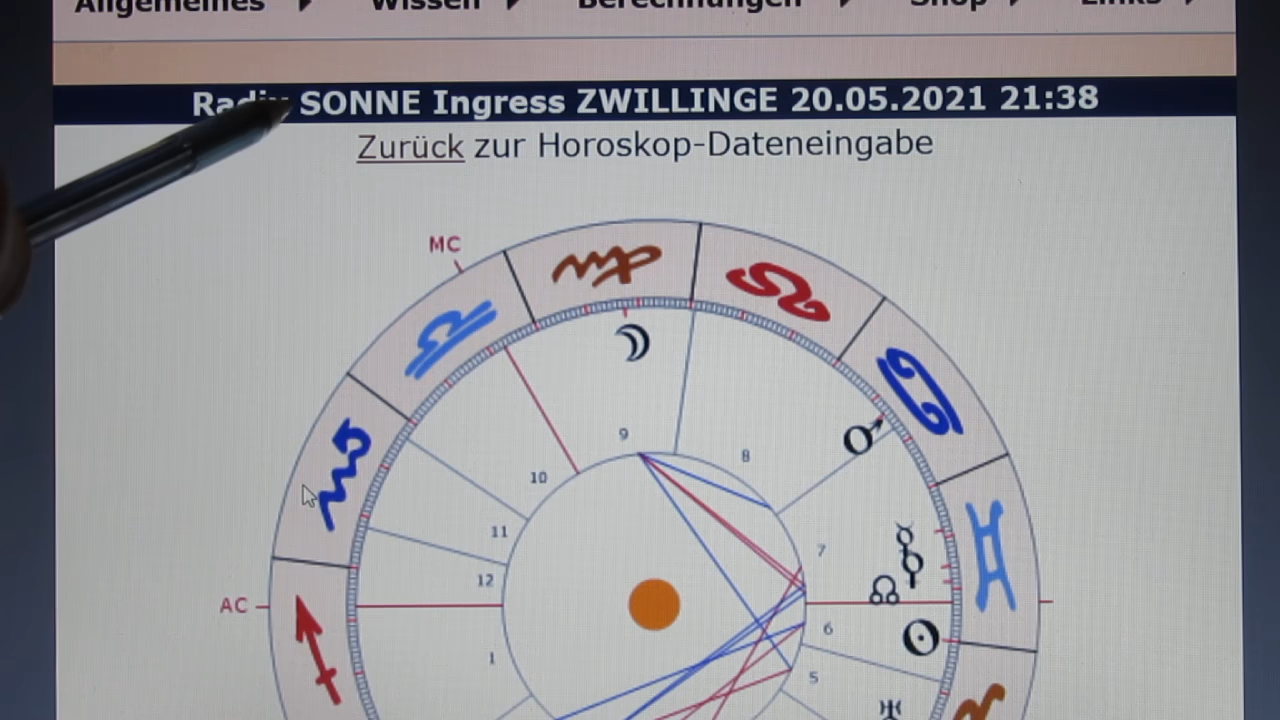 Allgemeines Wissen Berechnungen Shop Links
Radix SONNE Ingress ZWILLINGE 20.05.2021 21:38
Zurück zur Horoskop-Dateneingabe
MC
9
8
10
11
7
12
AC
6
1
5